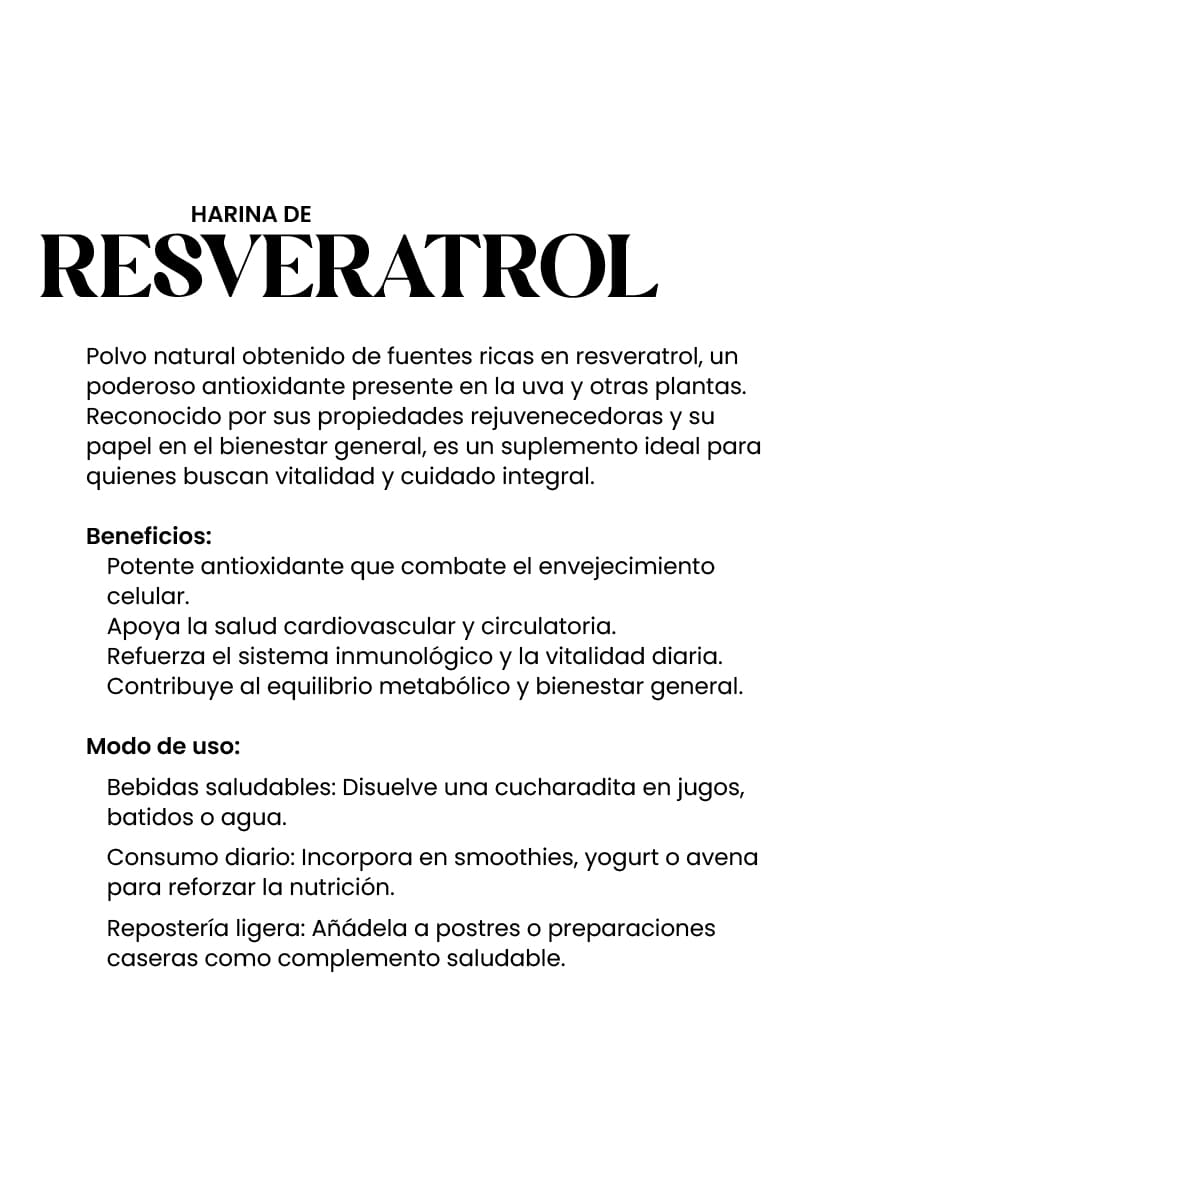 HARINA DE
RESVERATROL
Polvo natural obtenido de fuentes ricas en resveratrol, un
poderoso antioxidante presente en la uva y otras plantas.
Reconocido por sus propiedades rejuvenecedoras y su
papel en el bienestar general, es un suplemento ideal para
quienes buscan vitalidad y cuidado integral.
Beneficios:
Potente antioxidante que combate el envejecimiento
celular.
Apoya la salud cardiovascular y circulatoria.
Refuerza el sistema inmunológico y la vitalidad diaria.
Contribuye al equilibrio metabólico y bienestar general.
Modo de uso:
Bebidas saludables: Disuelve una cucharadita en jugos,
batidos o agua.
Consumo diario: Incorpora en smoothies, yogurt o avena
para reforzar la nutrición.
Repostería ligera: Añádela a postres o preparaciones
caseras como complemento saludable.